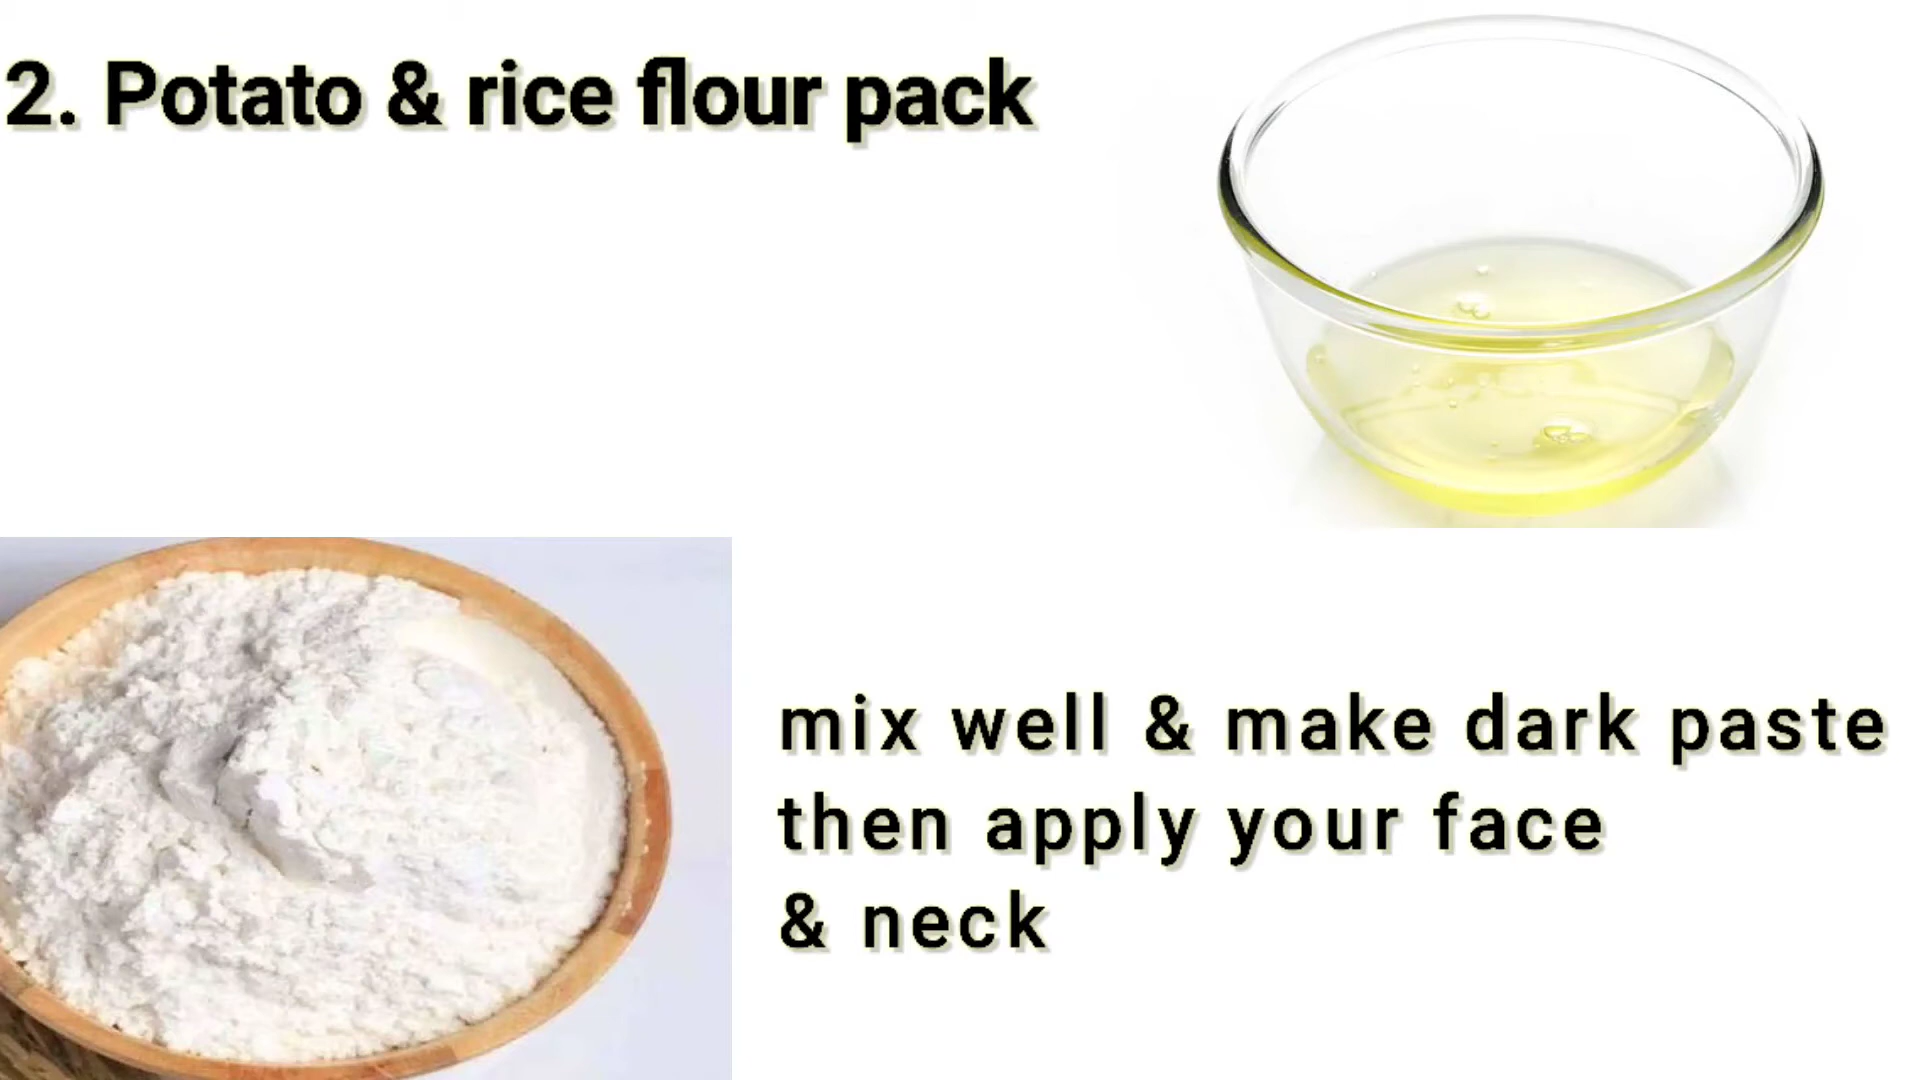 2. Potato & rice flour pack
mix well & make dark paste
then apply your face
& neck